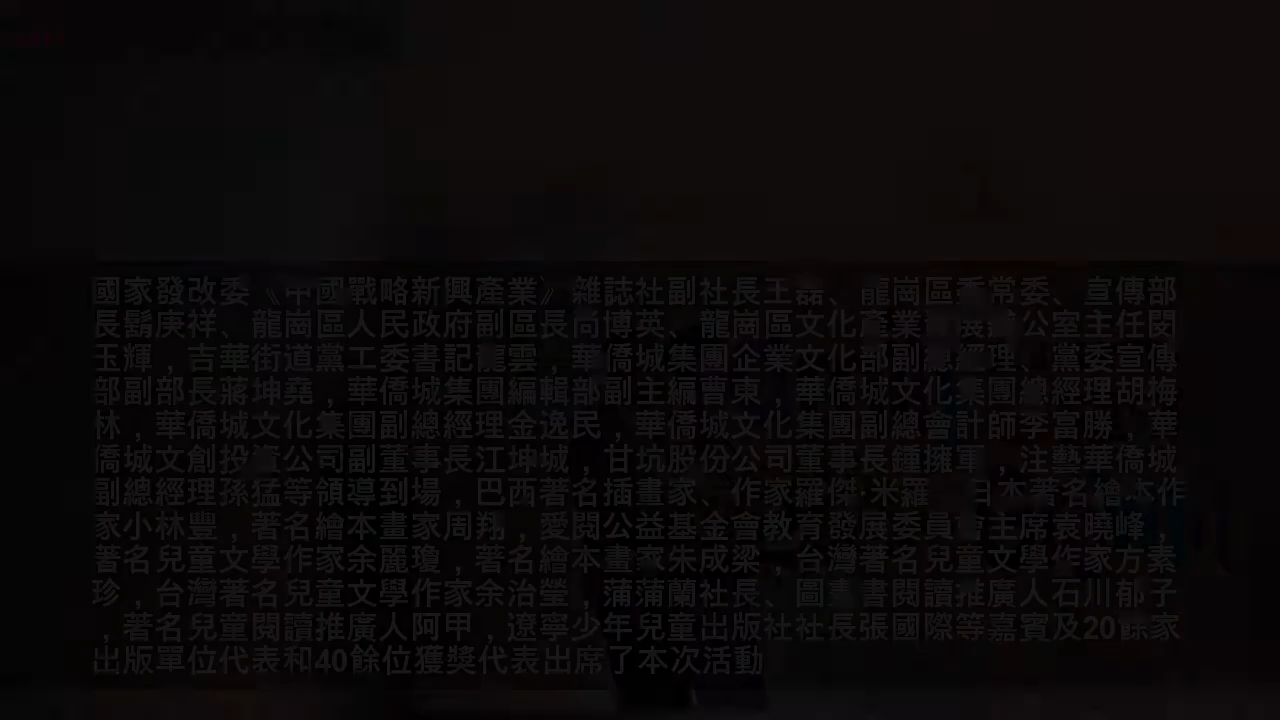 國家發改委《中國戰略新興產業》雜誌社副社長王磊、龍崗區委常委、宣傳部
長鬍庚祥、龍崗區人民政府副區長尚博英、龍崗區文化產業發展辦公室主任閔
玉輝，吉華街道黨工委書記龍雲，華僑城集團企業文化部副總經理、黨委宣傳
部副部長蔣坤堯，華僑城集團編輯部副主編曹東，華僑城文化集團總經理胡梅
林，華僑城文化集團副總經理金逸民，華僑城文化集團副總會計師李富勝，華
僑城文創投資公司副董事長江坤城，甘坑股份公司董事長鍾擁軍，注藝華僑城
副總經理孫猛等領導到場，巴西著名插畫家、作家羅傑·米羅，日本著名繪本作
家小林豐，著名繪本畫家周翔，愛閱公益基金會教育發展委員會主席袁曉峰，
著名兒童文學作家余麗瓊，著名繪本畫家朱成梁，台灣著名兒童文學作家方素
珍，台灣著名兒童文學作家余治瑩，蒲蒲蘭社長、圖畫書閱讀推廣人石川郁子
，著名兒童閱讀推廣人阿甲，遼寧少年兒童出版社社長張國際等嘉賓及20餘家
出版單位代表和40餘位獲獎代表出席了本次活動